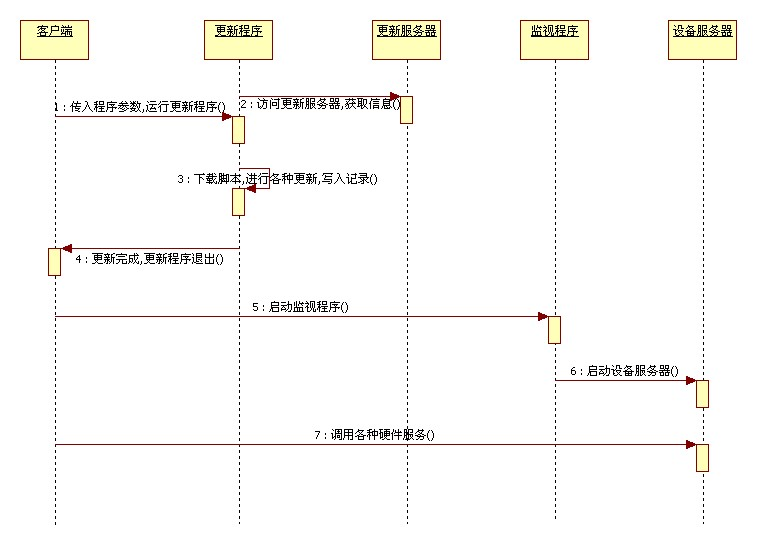 客户端
更新程序
更新服务器
监视程序
设备服务器
1 : 传入程序参数,运行更新程序()
2 : 访问更新服务器,获取信息()
3 : 下载脚本,进行各种更新,写入记录()
4 : 更新完成,更新程序退出()
5 : 启动监视程序()
6 : 启动设备服务器()
7 : 调用各种硬件服务()